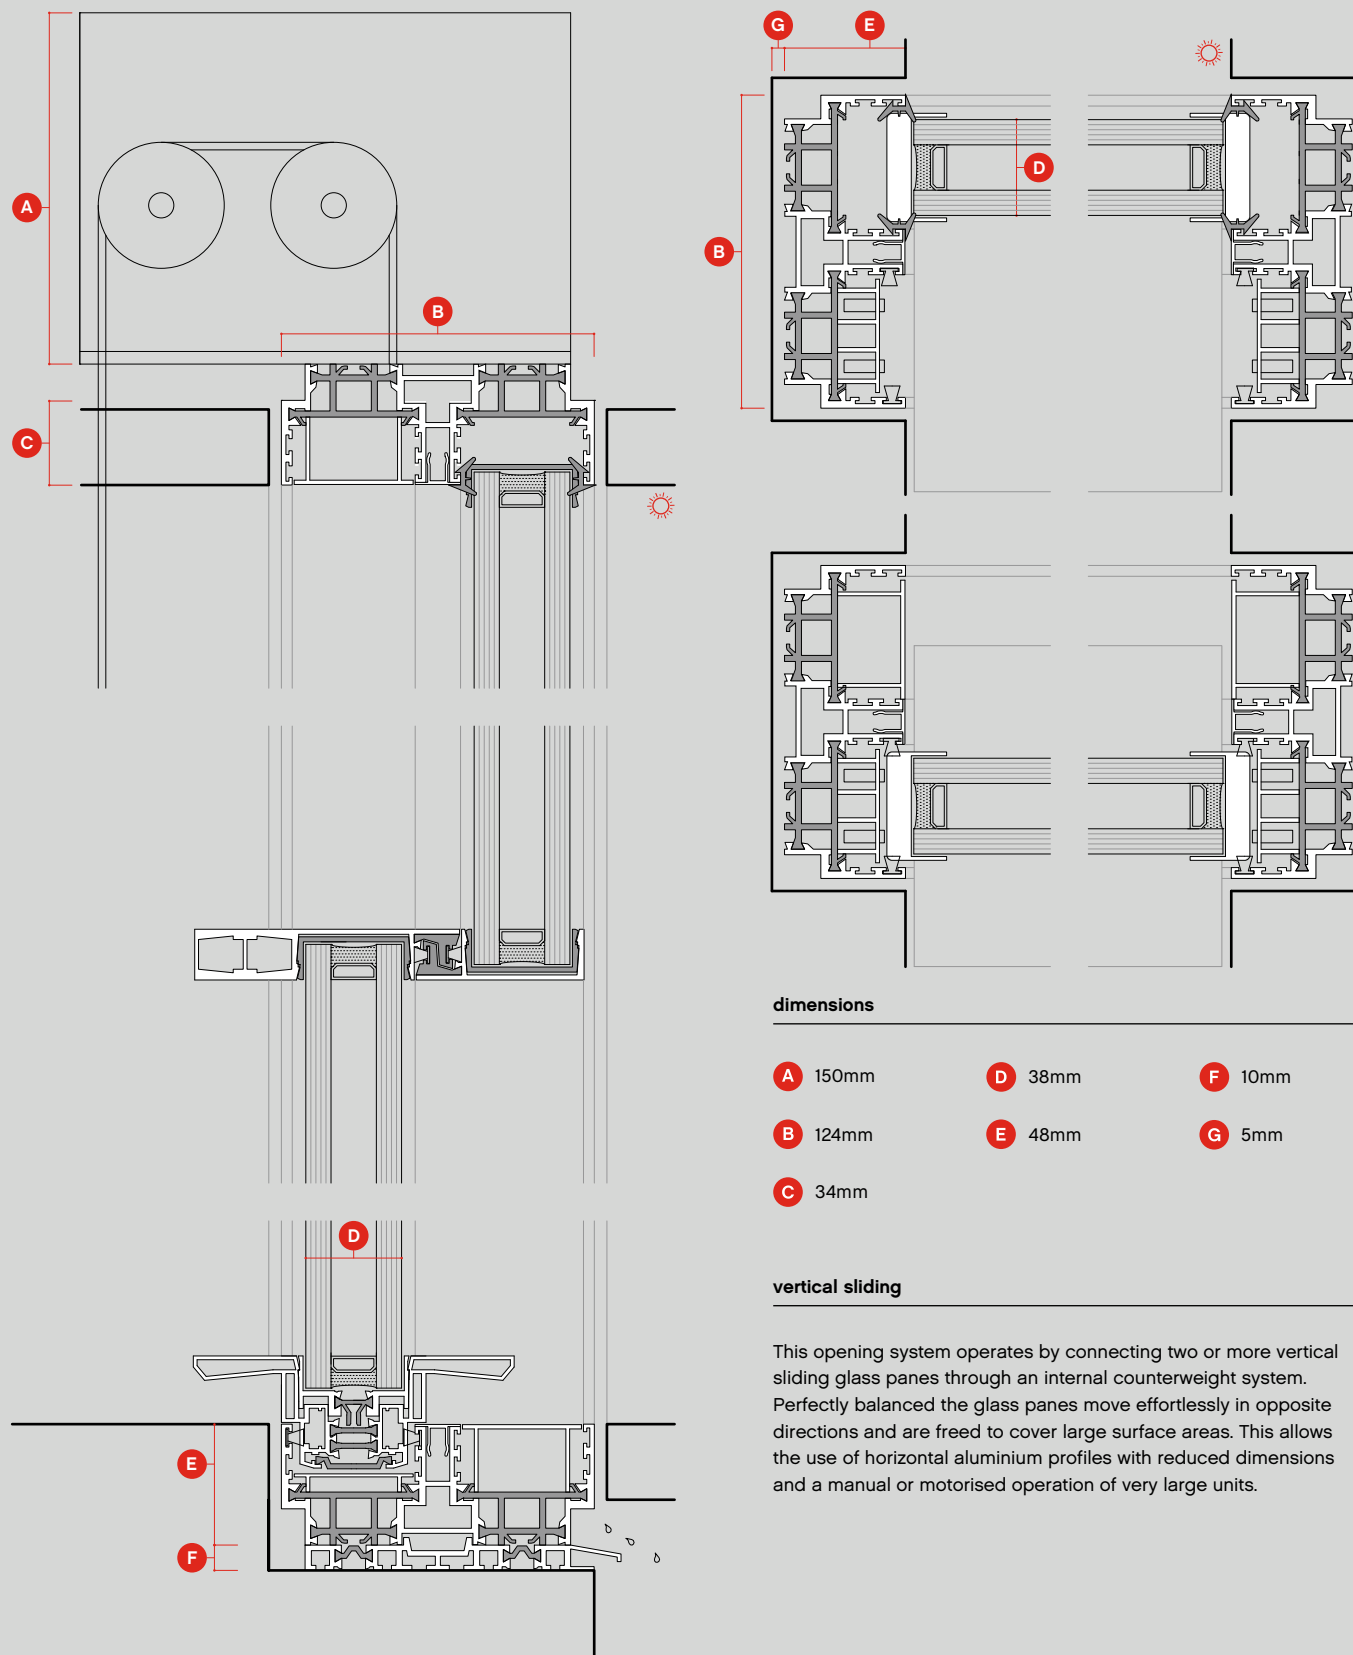 G
E
A
D
B
B
C
D
E
F
dimensions
A 150mm
D 38mm
F 10mm
B 124mm
E 48mm
G 5mm
C 34mm
vertical sliding
This opening system operates by connecting two or more vertical
sliding glass panes through an internal counterweight system.
Perfectly balanced the glass panes move effortlessly in opposite
directions and are freed to cover large surface areas. This allows
the use of horizontal aluminium profiles with reduced dimensions
and a manual or motorised operation of very large units.